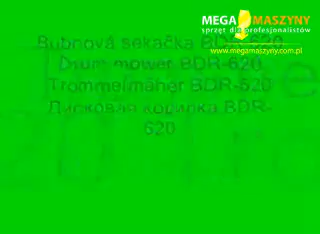 MEGA MASZYNY
sprzęt dla profesjonalistów
www.megamaszyny.com.pl
Bubnová sekačka BDR-620
Drum mower BDR-620
Trommelmäher BDR-620
Дисковая косилка BDR-
620